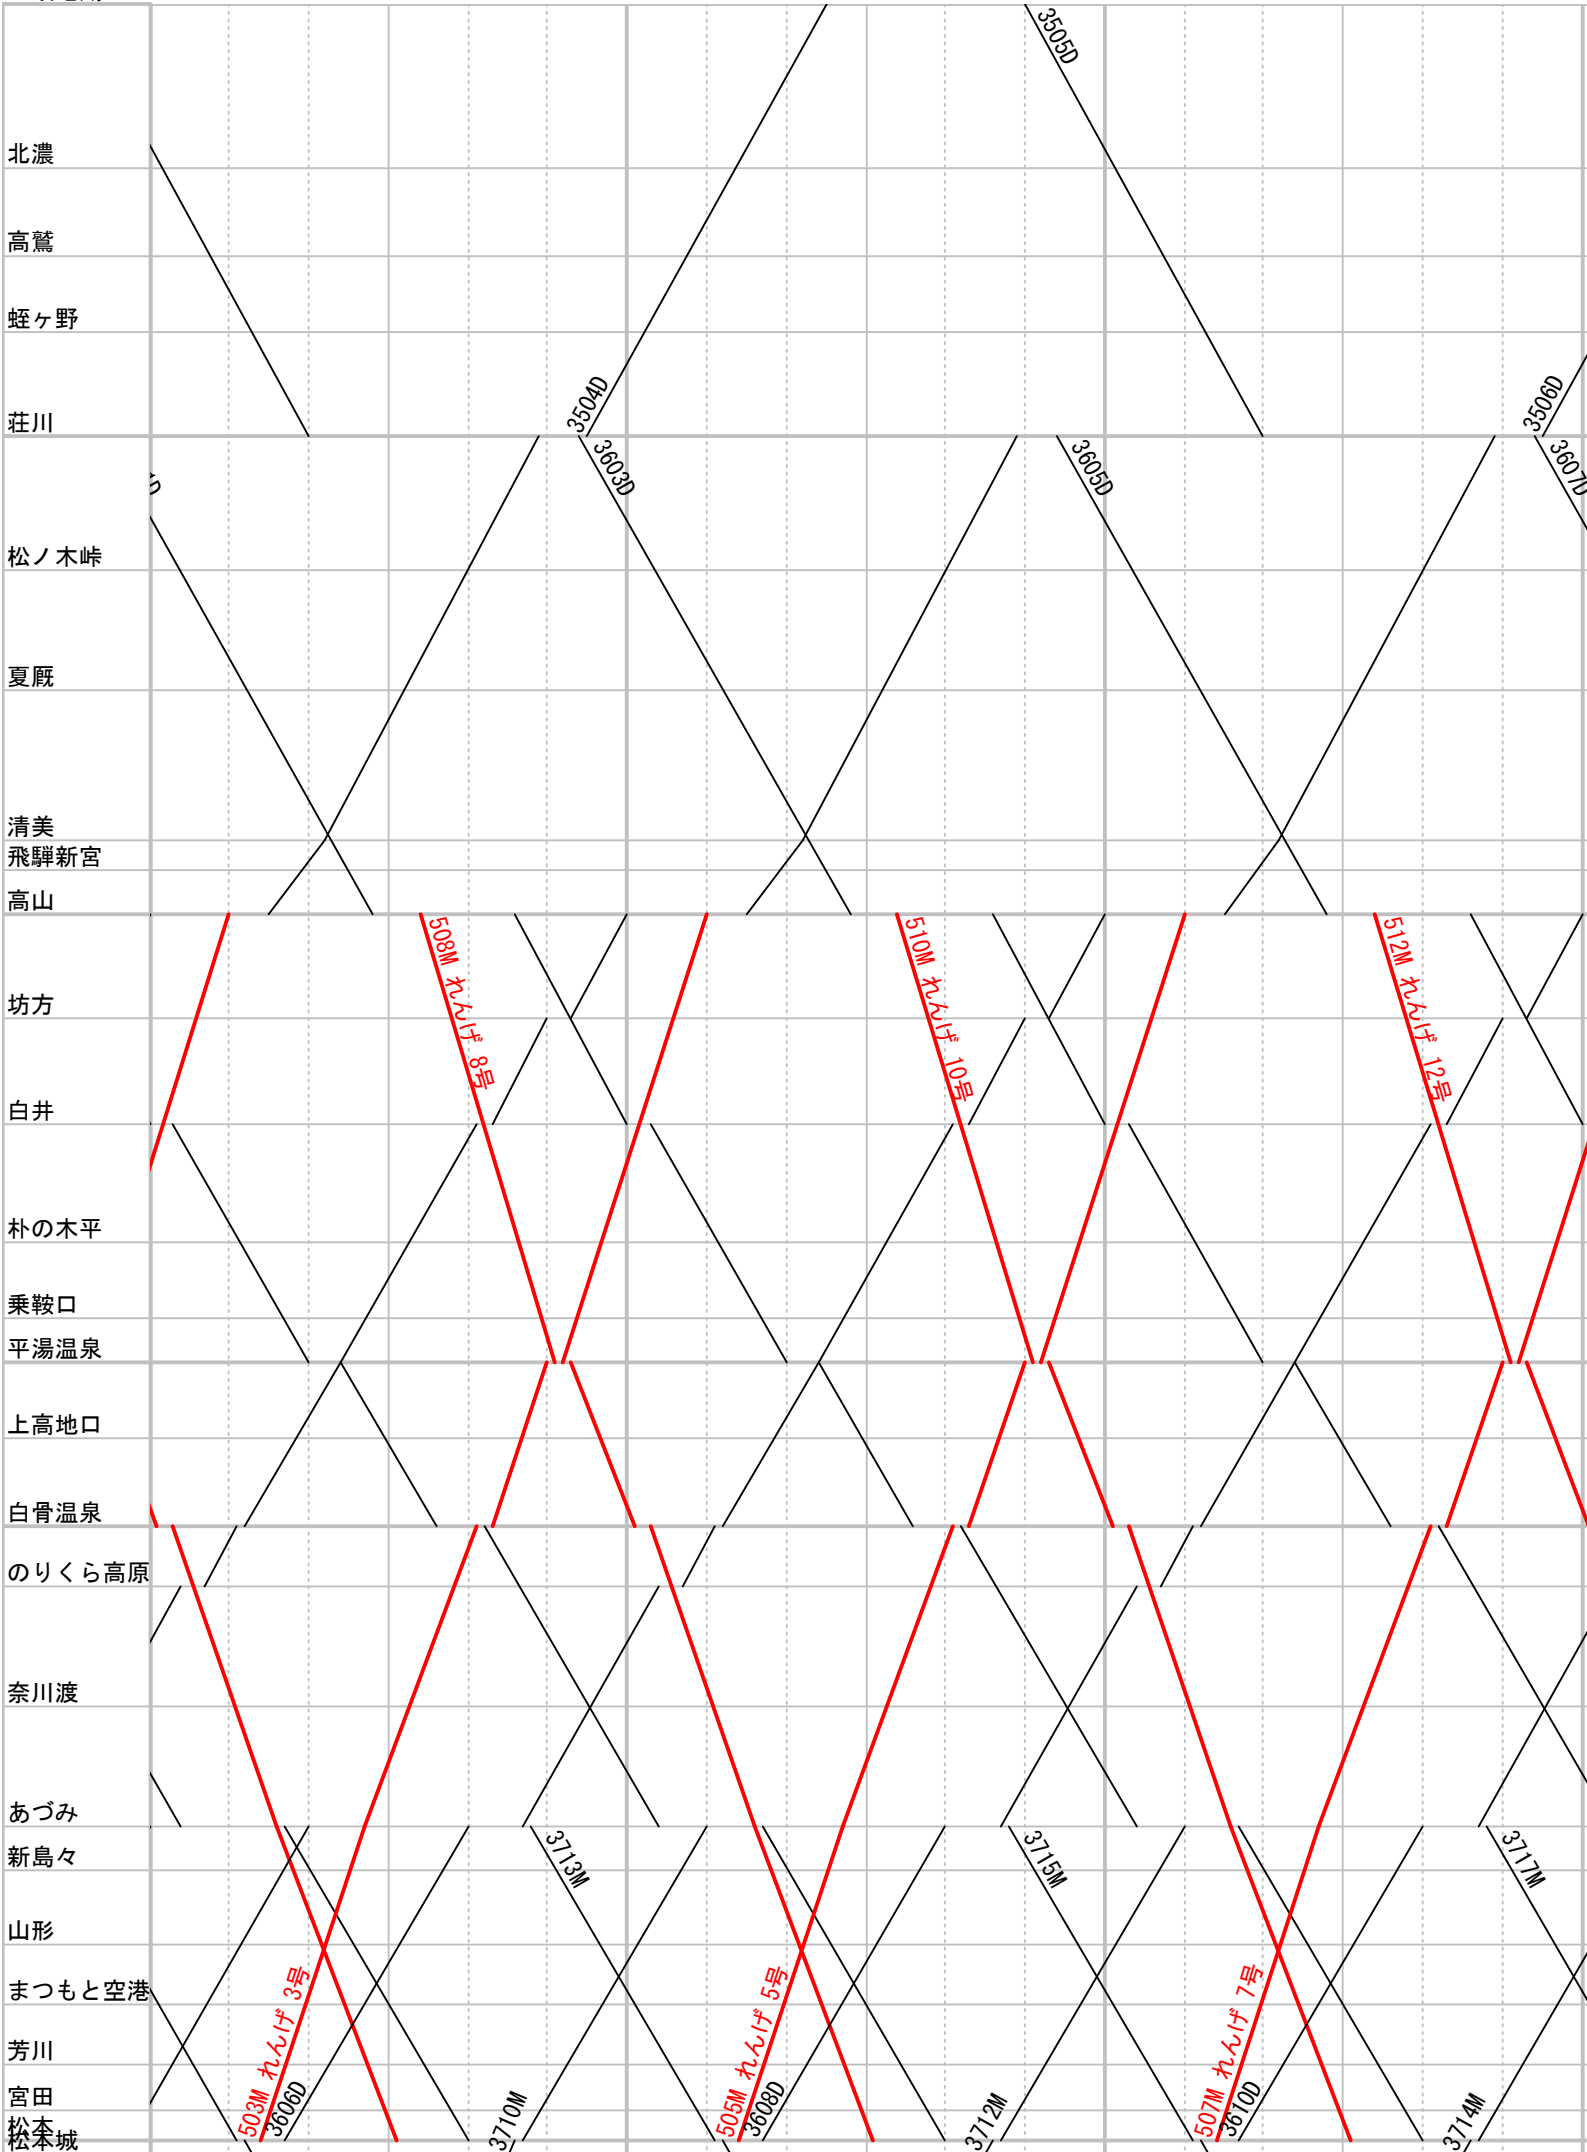 3505D
北濃
高鷲
蛭ヶ野
荘川
3504D
3506D
3603D
3605D
3607D
松ノ木峠
夏厩
清美
飛騨新宮
高山
508M れんげ 8号
510M れんげ 10号
512M れんげ 12号
坊方
白井
朴の木平
乗鞍口
平湯温泉
上高地口
白骨温泉
のりくら高原
奈川渡
あづみ
3713M
3715M
3717M
新島々
山形
まつもと空港
芳川
宮田
503M れんげ 3号
3606D
3710M
505M れんげ 5号
3608D
3712M
507M れんげ 7号
3610D
3714M
松本
松本城